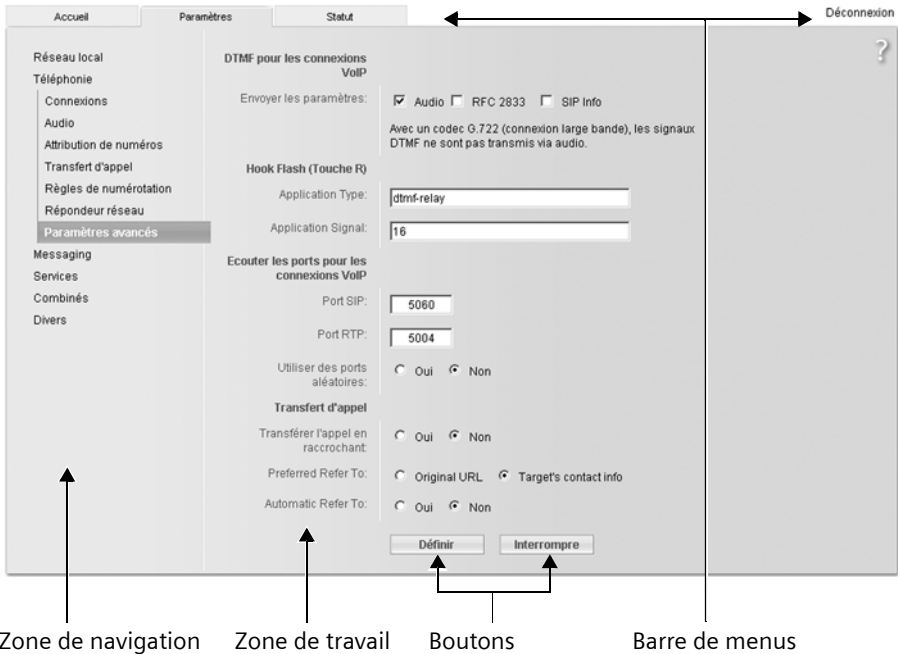 Accueil
Paramètres
Statut
Déconnexion
?
Réseau local
Téléphonie
Connexions
Audio
Attribution de numéros
Transfert d'appel
Règles de numérotation
Répondeur réseau
Paramètres avancés
Messaging
Services
Combinés
Divers
DTMF pour les connexions
VoIP
Envoyer les paramètres:
Audio
RFC 2833
SIP Info
Avec un codec G.722 (connexion large bande), les signaux
DTMF ne sont pas transmis via audio.
Hook Flash (Touche R)
Application Type:
dtmf-relay
Application Signal:
16
Ecouter les ports pour les
connexions VoIP
Port SIP:
5060
Port RTP:
5004
Utiliser des ports
aléatoires:
Oui
Non
Transfert d'appel
Transférer l'appel en
raccrochant:
Oui
Non
Preferred Refer To:
Original URL
Target's contact info
Automatic Refer To:
Oui
Non
Définir
Interrompre
Zone de navigation
Zone de travail
Boutons
Barre de menus